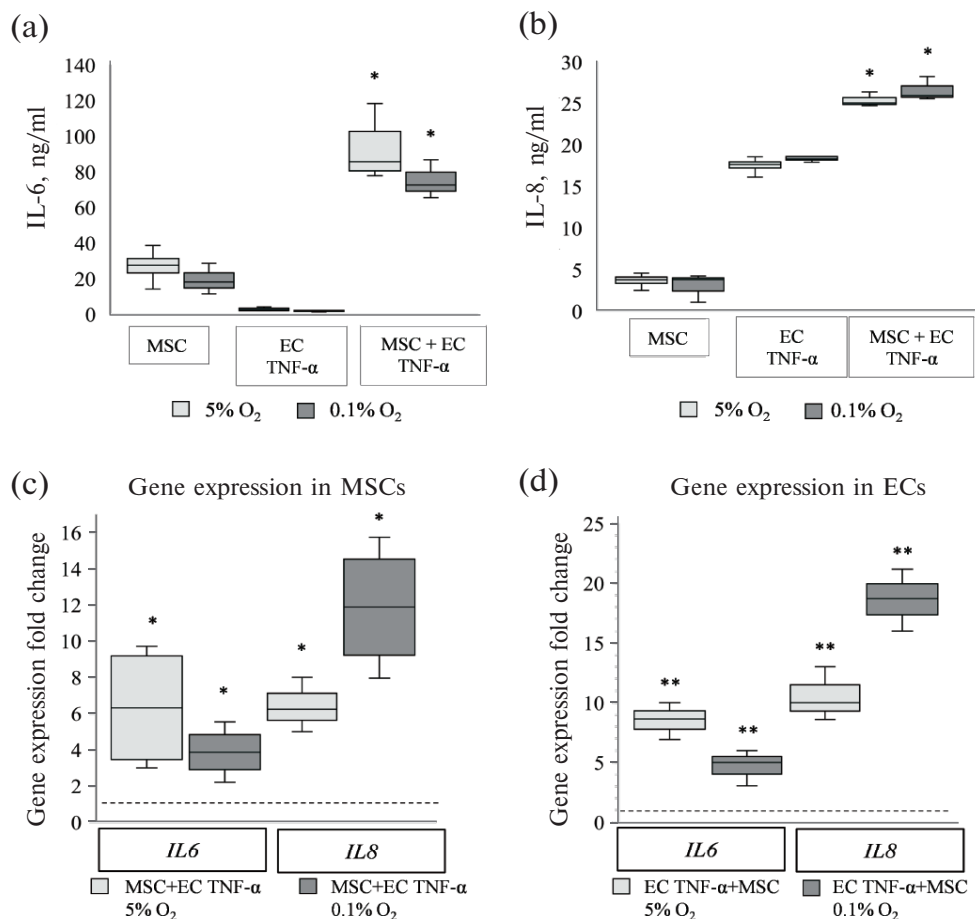 (a)
IL-6, ng/ml
140
120
100
80
60
40
20
0
*
*
MSC
EC
TNF-α
MSC + EC
TNF-α
5% O₂ 0.1% O₂
(b)
IL-8, ng/ml
30
25
20
15
10
5
0
*
*
MSC
EC
TNF-α
MSC + EC
TNF-α
5% O₂ 0.1% O₂
(c) Gene expression in MSCs
Gene expression fold change
16
14
12
10
8
6
4
2
0
*
*
*
*
IL6 IL8
MSC+EC TNF-α
5% O₂
MSC+EC TNF-α
0.1% O₂
(d) Gene expression in ECs
Gene expression fold change
25
20
15
10
5
0
**
**
**
**
IL6 IL8
EC TNF-α+MSC
5% O₂
EC TNF-α+MSC
0.1% O₂